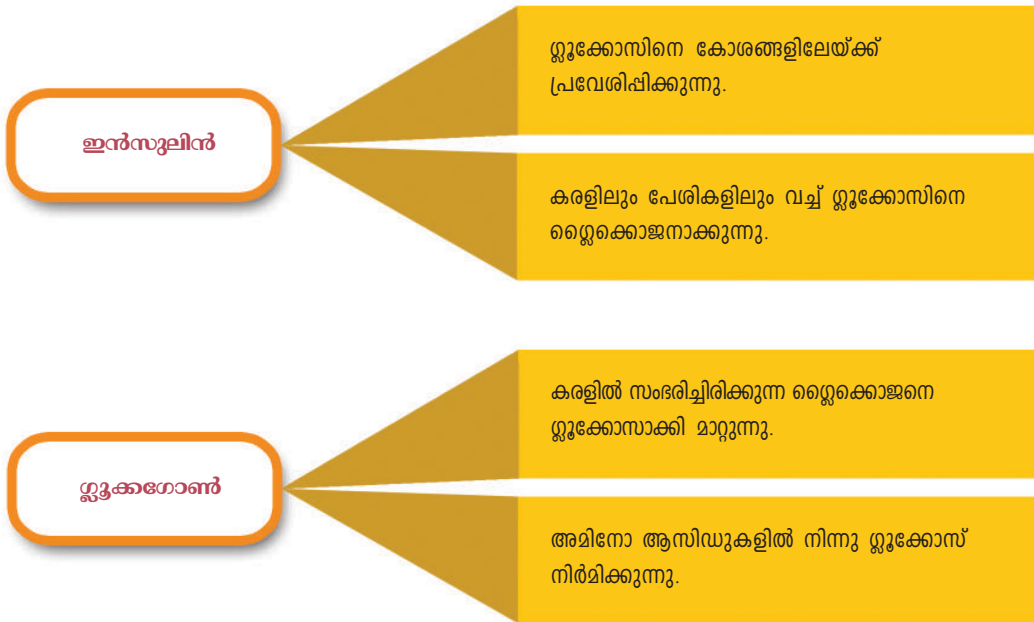 ഇൻസുലിൻ
ഗ്ലൂക്കോസിനെ കോശങ്ങളിലേയ്ക്ക്
പ്രവേശിപ്പിക്കുന്നു.
കരളിലും പേശികളിലും വച്ച് ഗ്ലൂക്കോസിനെ
ഗ്ലൈക്കൊജനാക്കുന്നു.
ഗ്ലൂക്കഗോൺ
കരളിൽ സംഭരിച്ചിരിക്കുന്ന ഗ്ലൈക്കൊജനെ
ഗ്ലൂക്കോസാക്കി മാറ്റുന്നു.
അമിനോ ആസിഡുകളിൽ നിന്നു ഗ്ലൂക്കോസ്
നിർമിക്കുന്നു.